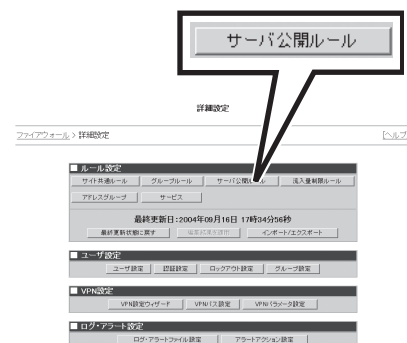 サーバ公開ルール
詳細設定
ファイアウォール > 詳細設定
[ヘルプ
■ ルール設定
サイト共通ルール グループルール サーバ公開ルール 流入量制限ルール
アドレスグループ サービス
最終更新日:2004年09月16日 17時34分56秒
最終更新状態に戻す 編集結果を適用 インポート/エクスポート
■ ユーザ設定
ユーザ設定 認証設定 ロックアウト設定 グループ設定
■ VPN設定
VPN設定ウィザード VPNパス設定 VPNパラメータ設定
■ ログ・アラート設定
ログ・アラートファイル設定 アラートアクション設定